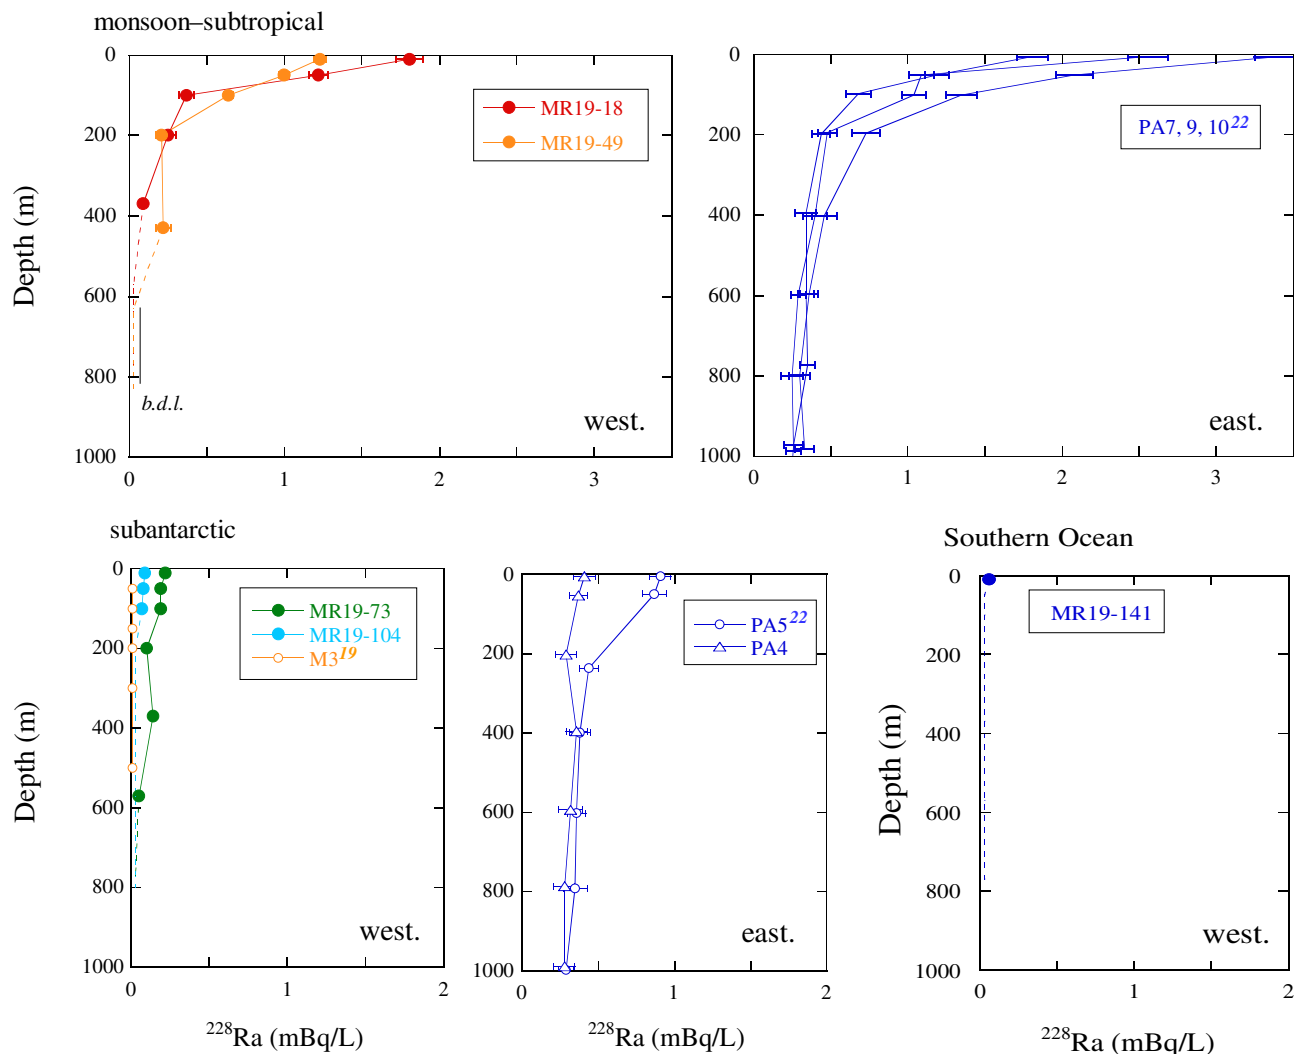 monsoon–subtropical
0
200
400
600
800
1000
Depth (m)
MR19-18
MR19-49
b.d.l.
west.
0
1
2
3
0
200
400
600
800
1000
PA7, 9, 10²²
east.
0
1
2
3
subantarctic
0
200
400
600
800
1000
Depth (m)
MR19-73
MR19-104
M3¹⁹
west.
0
1
2
²²⁸Ra (mBq/L)
0
200
400
600
800
1000
PA5²²
PA4
east.
0
1
2
²²⁸Ra (mBq/L)
Southern Ocean
0
200
400
600
800
1000
Depth (m)
MR19-141
west.
0
1
2
²²⁸Ra (mBq/L)